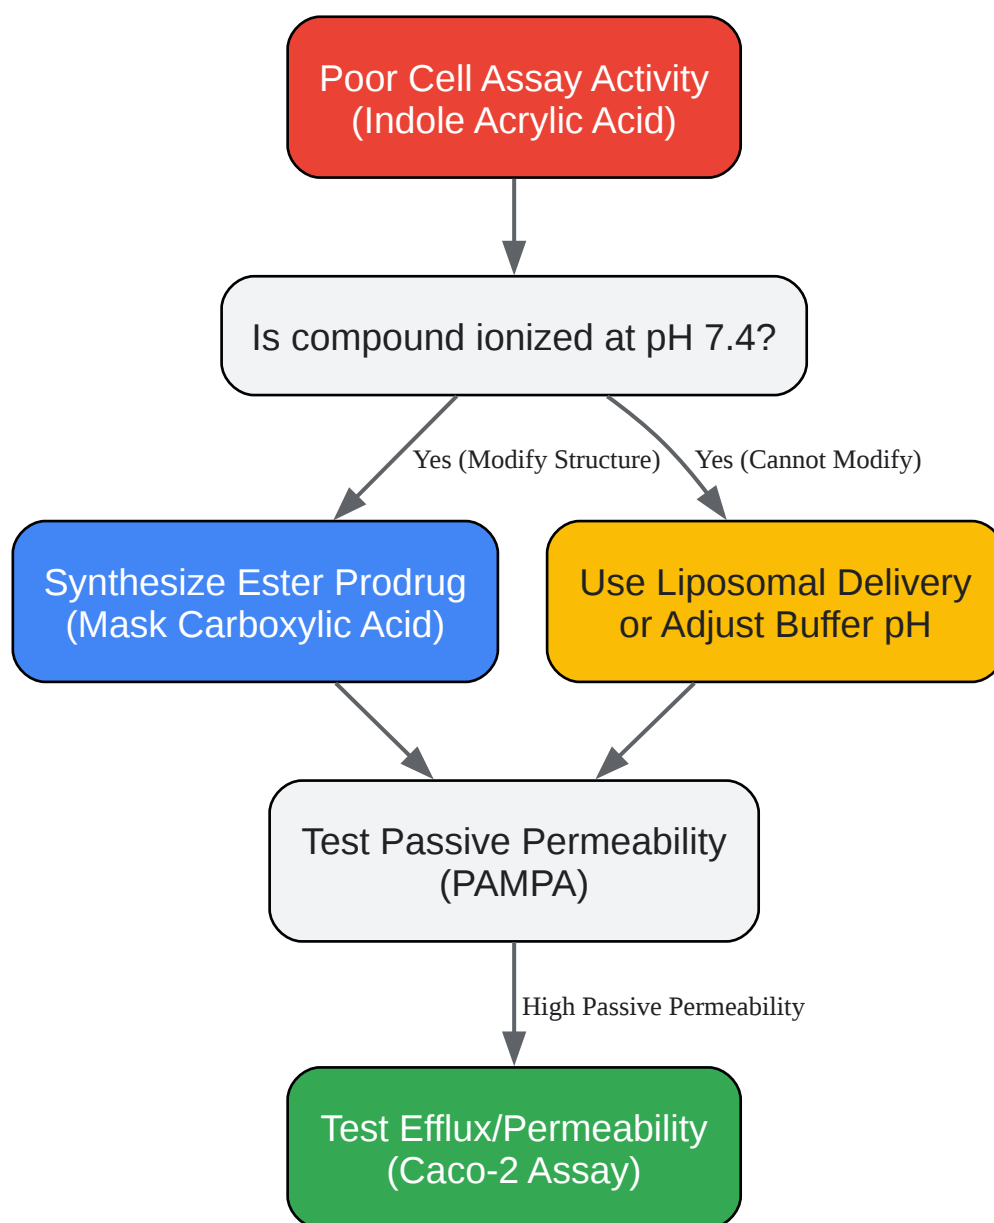 Poor Cell Assay Activity
(Indole Acrylic Acid)
Is compound ionized at pH 7.4?
Yes (Modify Structure)
Yes (Cannot Modify)
Synthesize Ester Prodrug
(Mask Carboxylic Acid)
Use Liposomal Delivery
or Adjust Buffer pH
Test Passive Permeability
(PAMPA)
High Passive Permeability
Test Efflux/Permeability
(Caco-2 Assay)